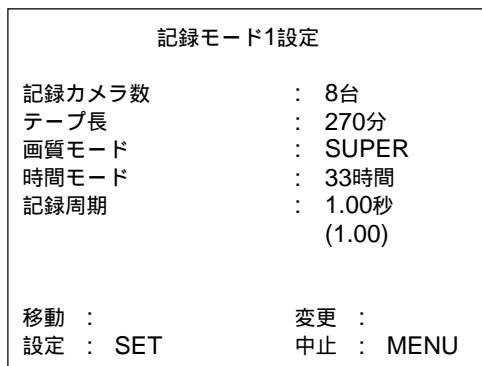 記録モード1設定
記録カメラ数 : 8台
テープ長 : 270分
画質モード : SUPER
時間モード : 33時間
記録周期 : 1.00秒
(1.00)
移動 : 変更 :
設定 : SET 中止 : MENU